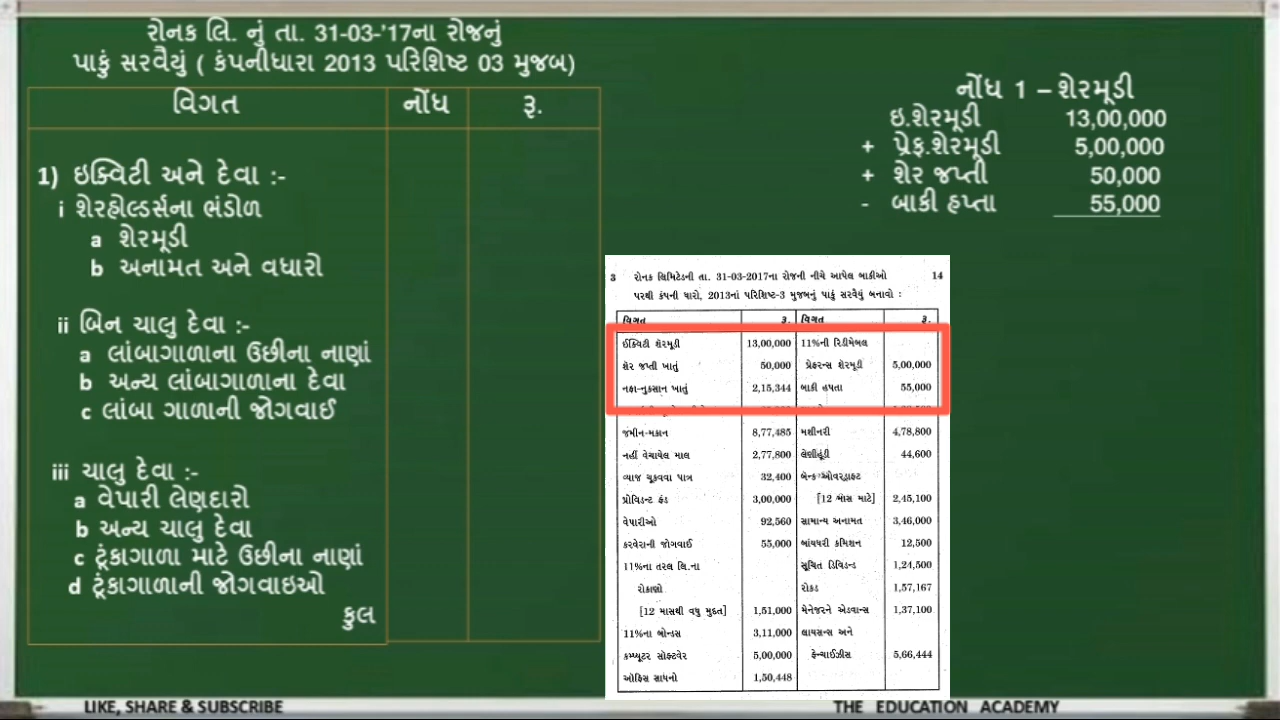 રોનક લિ. નું તા. 31-03-'17ના રોજનું
પાકું સરવૈયું ( કંપનીધારા 2013 પરિશિષ્ટ 03 મુજબ)
વિગત નોંધ રૂ.
1) ઇક્વિટી અને દેવા :-
i શેરહોલ્ડર્સના ભંડોળ
a શેરમૂડી
b અનામત અને વધારો
ii બિન ચાલુ દેવા :-
a લાંબાગાળાના ઉછીના નાણાં
b અન્ય લાંબાગાળાના દેવા
c લાંબા ગાળાની જોગવાઈ
iii ચાલુ દેવા :-
a વેપારી લેણદારો
b અન્ય ચાલુ દેવા
c ટૂંકાગાળા માટે ઉછીના નાણાં
d ટૂંકાગાળાની જોગવાઇઓ
કુલ
નોંધ 1 – શેરમૂડી
ઇ.શેરમૂડી 13,00,000
+ પ્રેફ.શેરમૂડી 5,00,000
+ શેર જપ્તી 50,000
- બાકી હપ્તા 55,000
3 રોનક લિમિટેડની તા. 31-03-2017ના રોજની નીચે આપેલ બાકીઓ 14
પરથી કંપની ધારો, 2013નાં પરિશિષ્ટ-3 મુજબનું પાકું સરવૈયું બનાવો :
વિગત રૂ. વિગત રૂ.
ઈક્વિટી શેરમૂડી 13,00,000 11%ની રિડીમેબલ
શેર જપ્તી ખાતું 50,000 પ્રેફરન્સ શેરમૂડી 5,00,000
નફા-નુકસાન ખાતું 2,15,344 બાકી હપતા 55,000
જમીન-મકાન 8,77,485 મશીનરી 4,78,800
નહીં વેચાયેલ માલ 2,77,800 લેણીહૂંડી 44,600
વ્યાજ ચૂકવવા પાત્ર 32,400 બેન્ક ઓવરડ્રાફ્ટ
પ્રોવિડન્ટ ફંડ 3,00,000 [12 માસ માટે] 2,45,100
વેપારીઓ 92,560 સામાન્ય અનામત 3,46,000
કરવેરાની જોગવાઈ 55,000 બાંયધરી કમિશન 12,500
11%ના તરલ લિ.ના સૂચિત ડિવિડન્ડ 1,24,500
રોકાણો રોકડ 1,57,167
[12 માસથી વધુ મુદત] 1,51,000 મેનેજરને એડવાન્સ 1,37,100
11%ના બોન્ડસ 3,11,000 લાયસન્સ અને
કમ્પ્યૂટર સોફ્ટવેર 5,00,000 ફ્રેન્ચાઈઝીસ 5,66,444
ઓફિસ સાધનો 1,50,448
LIKE, SHARE & SUBSCRIBE THE EDUCATION ACADEMY